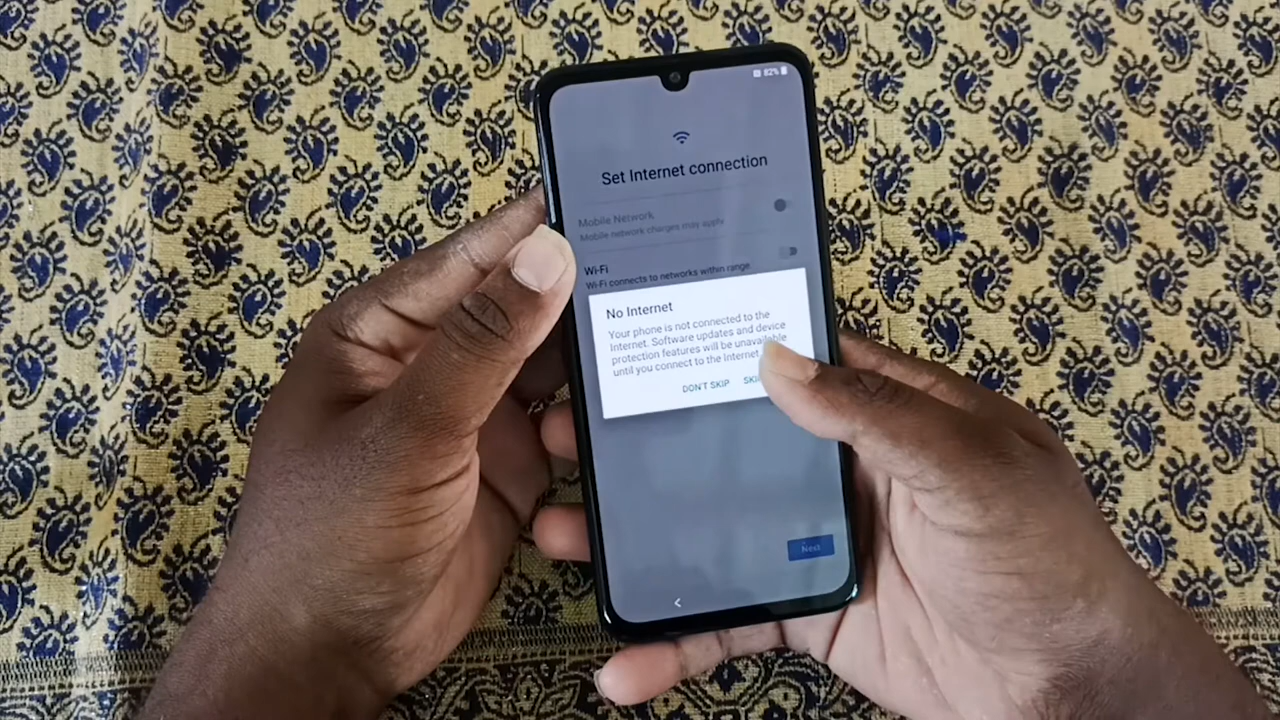 82%
Set Internet connection
Mobile Network
Mobile network charges may apply
Wi-Fi
Wi-Fi connects to networks within range
No Internet
Your phone is not connected to the
Internet. Software updates and device
protection features will be unavailable
until you connect to the Internet
DON'T SKIP
Next